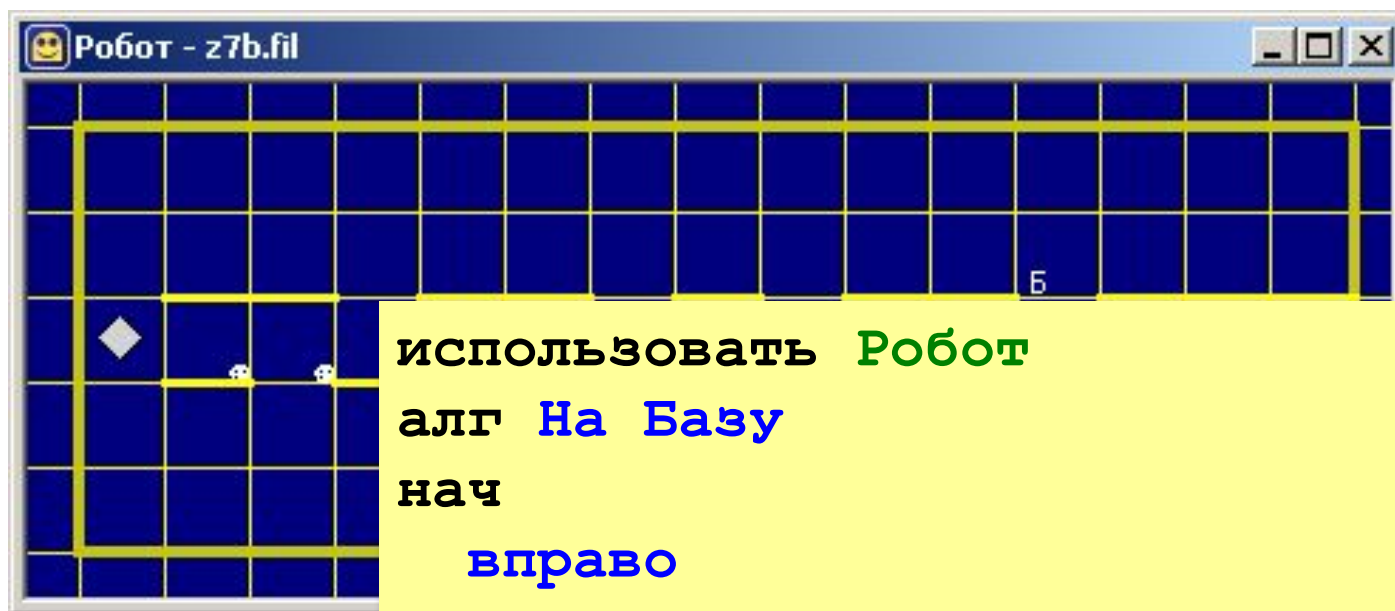 Робот - z7b.fil
Б
использовать Робот
алг На Базу
нач
вправо